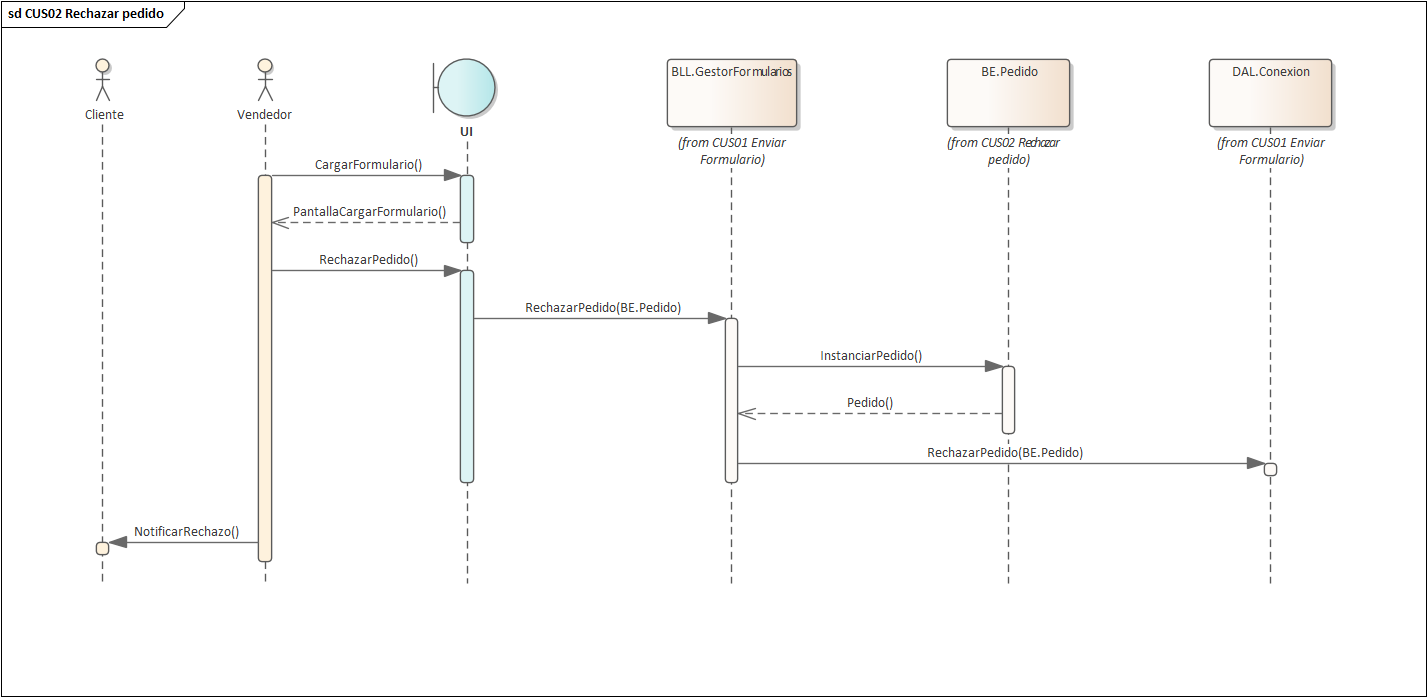 sd CUS02 Rechazar pedido
Cliente
Vendedor
UI
BLL.GestorFormularios
(from CUS01 Enviar
Formulario)
BE.Pedido
(from CUS02 Rechazar
pedido)
DAL.Conexion
(from CUS01 Enviar
Formulario)
CargarFormulario()
PantallaCargarFormulario()
RechazarPedido()
RechazarPedido(BE.Pedido)
InstanciarPedido()
Pedido()
RechazarPedido(BE.Pedido)
NotificarRechazo()